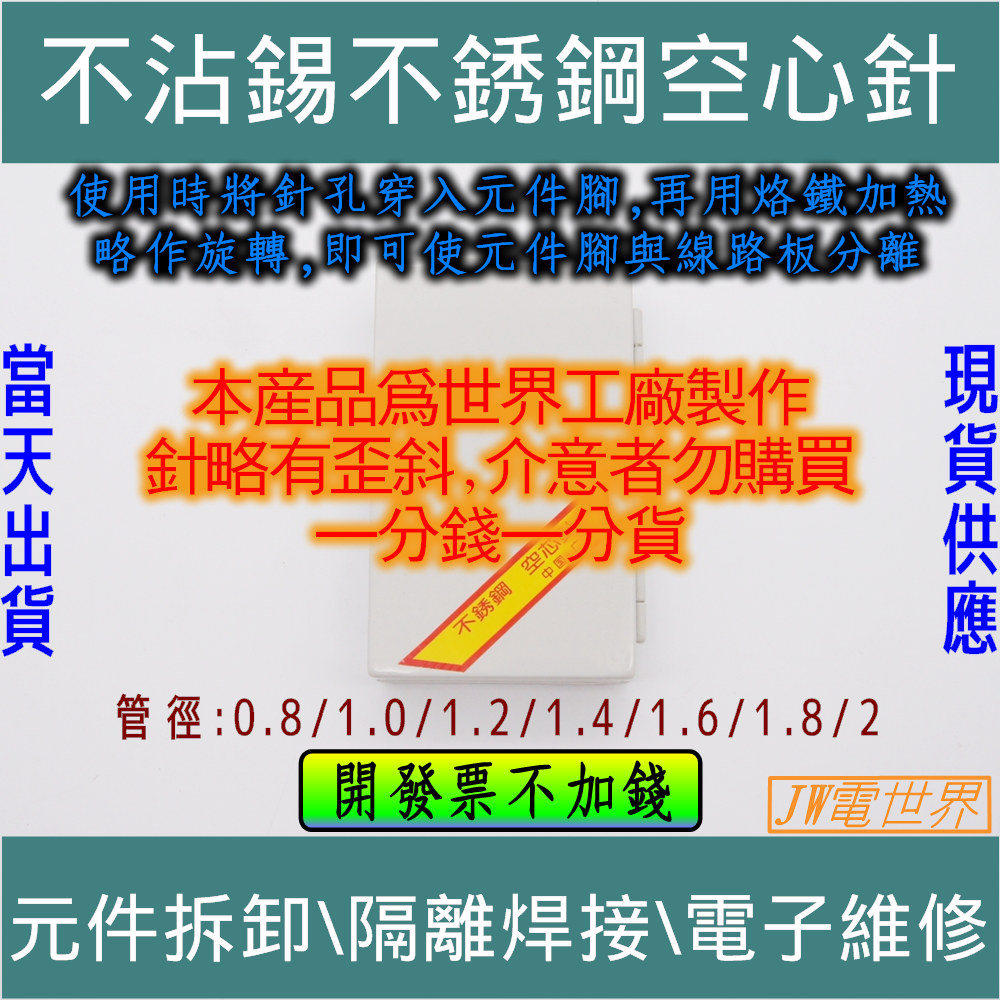 不沾錫不銹鋼空心針
使用時將針孔穿入元件腳,再用烙鐵加熱
略作旋轉,即可使元件腳與線路板分離
當天出貨
現貨供應
本産品爲世界工廠製作
針略有歪斜,介意者勿購買
一分錢一分貨
不銹鋼 空心
中国
管徑:0.8/1.0/1.2/1.4/1.6/1.8/2
開發票不加錢
JW電世界
元件拆卸\隔離焊接\電子維修